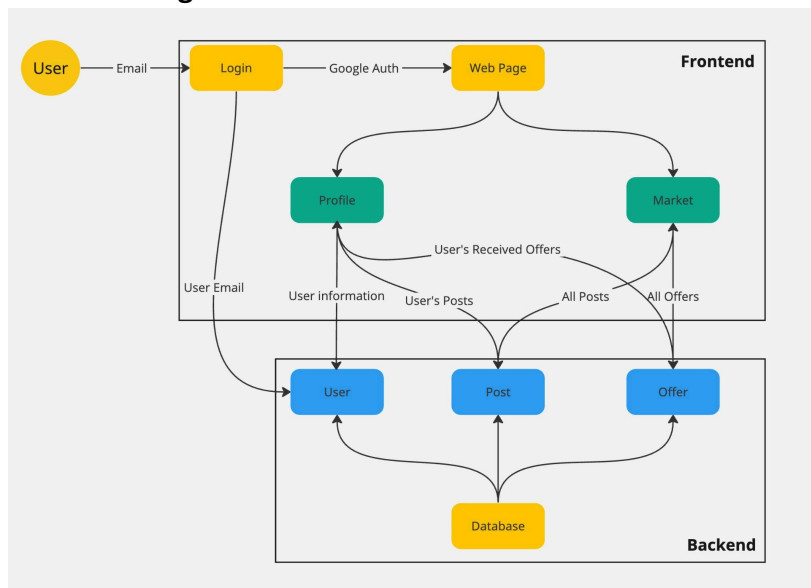 User
Email
Login
Google Auth
Web Page
Frontend
Profile
Market
User's Received Offers
User Email
User information
User's Posts
All Posts
All Offers
User
Post
Offer
Database
Backend